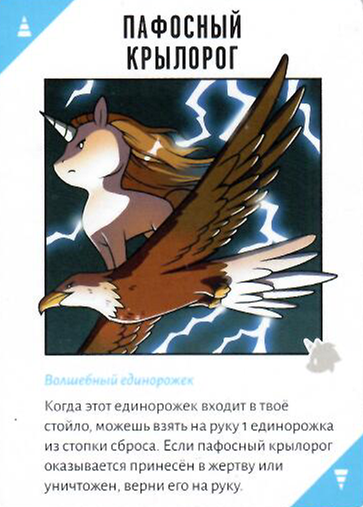 ПАФОСНЫЙ
КРЫЛОРОГ
Волшебный единорожек
Когда этот единорожек входит в твоё
стойло, можешь взять на руку 1 единорожка
из стопки сброса. Если пафосный крылорог
оказывается принесён в жертву или
уничтожен, верни его на руку.